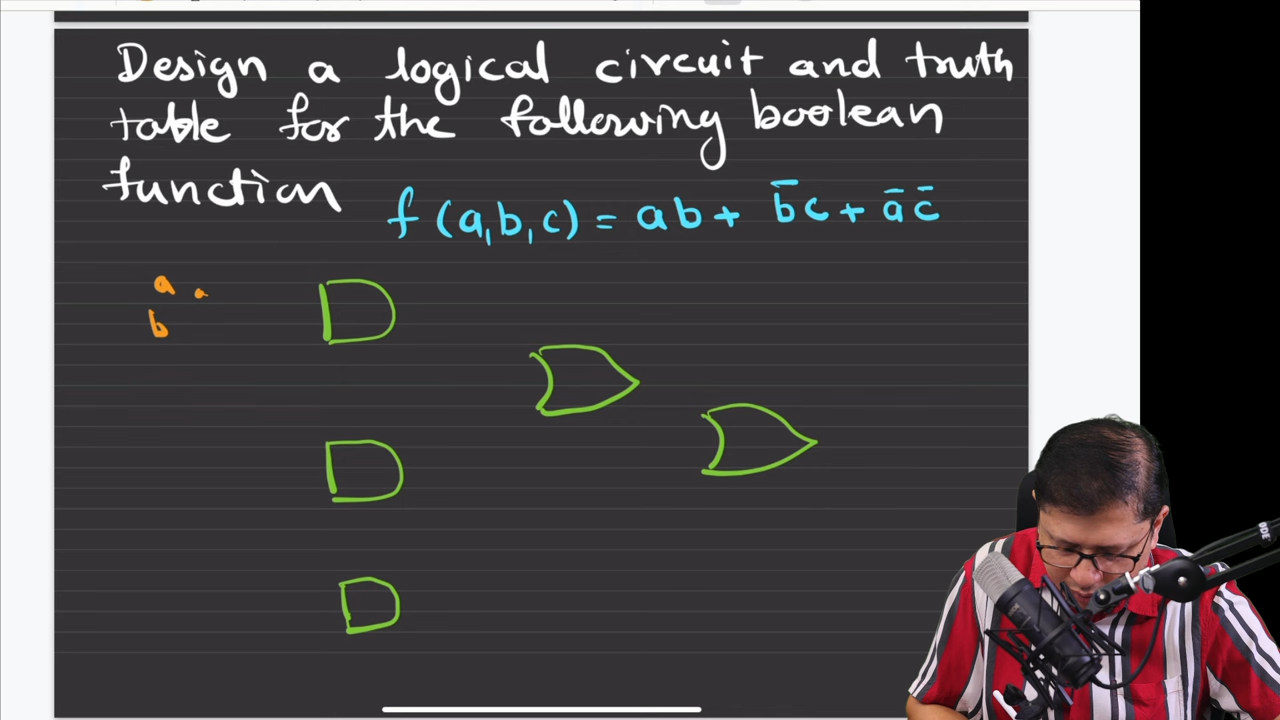 Design a logical circuit and truth
table for the following boolean
function f(a,b,c) = ab + b̄c + āc̄
a a
b